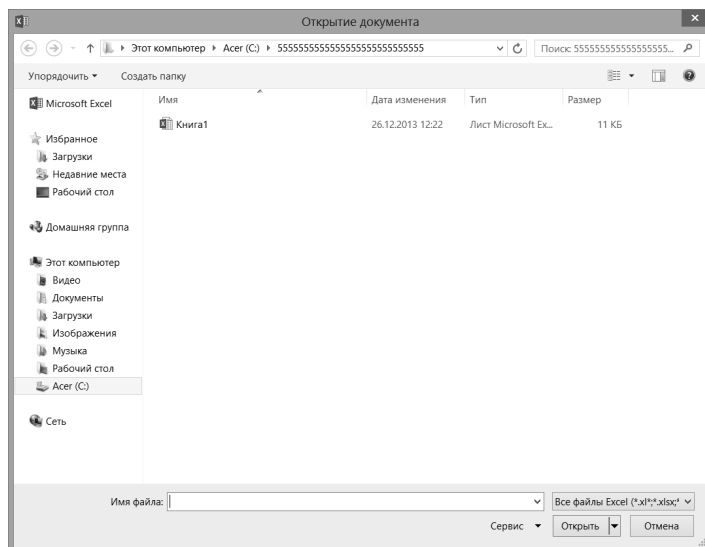 Открытие документа
Этот компьютер Acer (C:) 55555555555555555555555555555
Поиск: 555555555555555555...
Упорядочить Создать папку
Имя Дата изменения Тип Размер
Книга1 26.12.2013 12:22 Лист Microsoft Ex... 11 КБ
Microsoft Excel
Избранное
Загрузки
Недавние места
Рабочий стол
Домашняя группа
Этот компьютер
Видео
Документы
Загрузки
Изображения
Музыка
Рабочий стол
Acer (C:)
Сеть
Имя файла:
Все файлы Excel (*.xl*;*.xlsx;*
Сервис Открыть Отмена